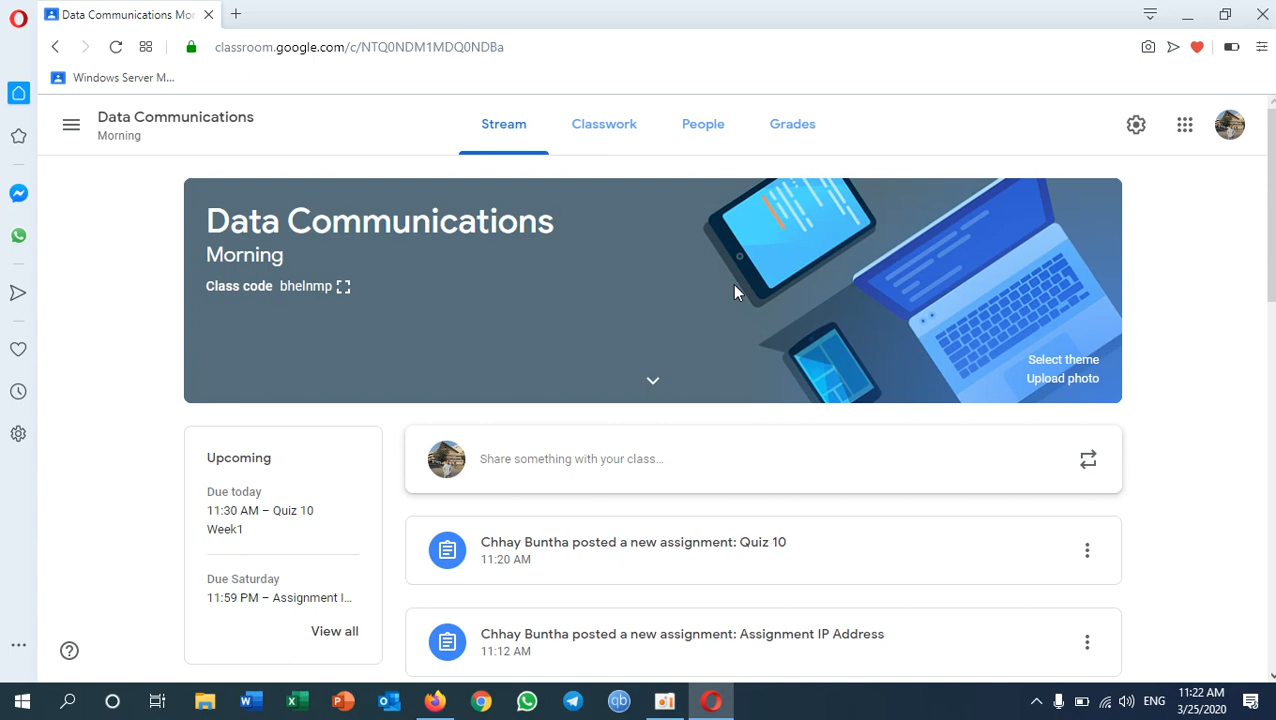 Data Communications Mor
classroom.google.com/c/NTQ0NDM1MDQ0NDBa
Windows Server M...
Data Communications
Morning
Stream
Classwork
People
Grades
Data Communications
Morning
Class code bhelnmp
Select theme
Upload photo
Upcoming
Due today
11:30 AM – Quiz 10
Week1
Due Saturday
11:59 PM – Assignment I...
View all
Share something with your class...
Chhay Buntha posted a new assignment: Quiz 10
11:20 AM
Chhay Buntha posted a new assignment: Assignment IP Address
11:12 AM
ENG
11:22 AM
3/25/2020